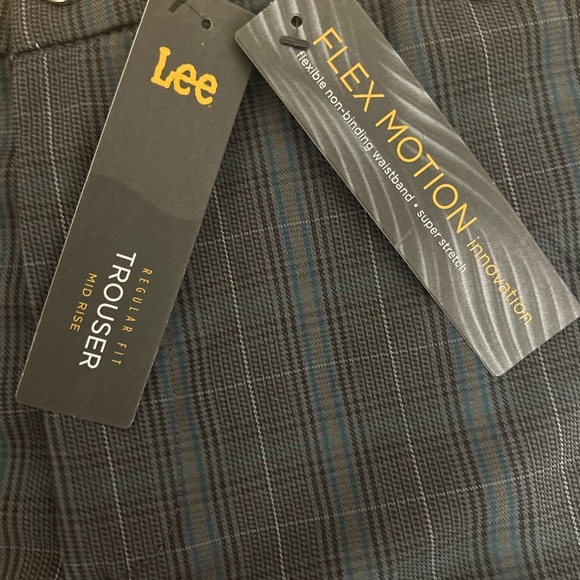 Lee
REGULAR FIT
TROUSER
MID RISE
FLEX MOTION innovation
flexible non-binding waistband • super stretch